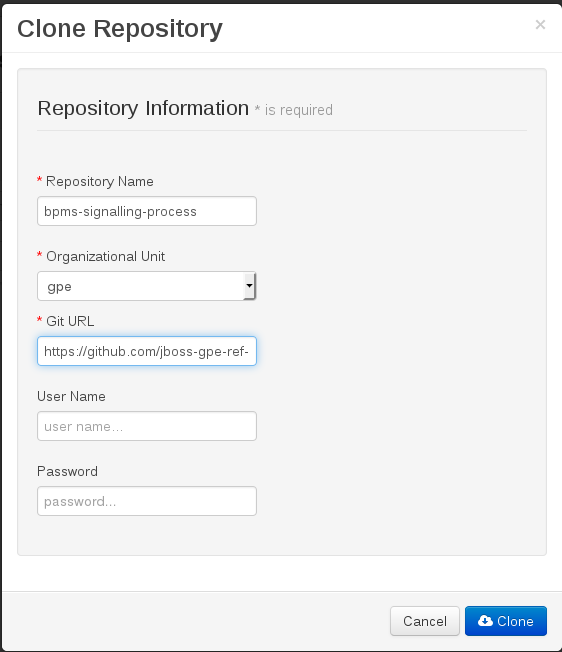 Clone Repository ×
Repository Information * is required
* Repository Name
bpms-signalling-process
* Organizational Unit
gpe
* Git URL
https://github.com/jboss-gpe-ref-
User Name
user name...
Password
password...
Cancel
Clone